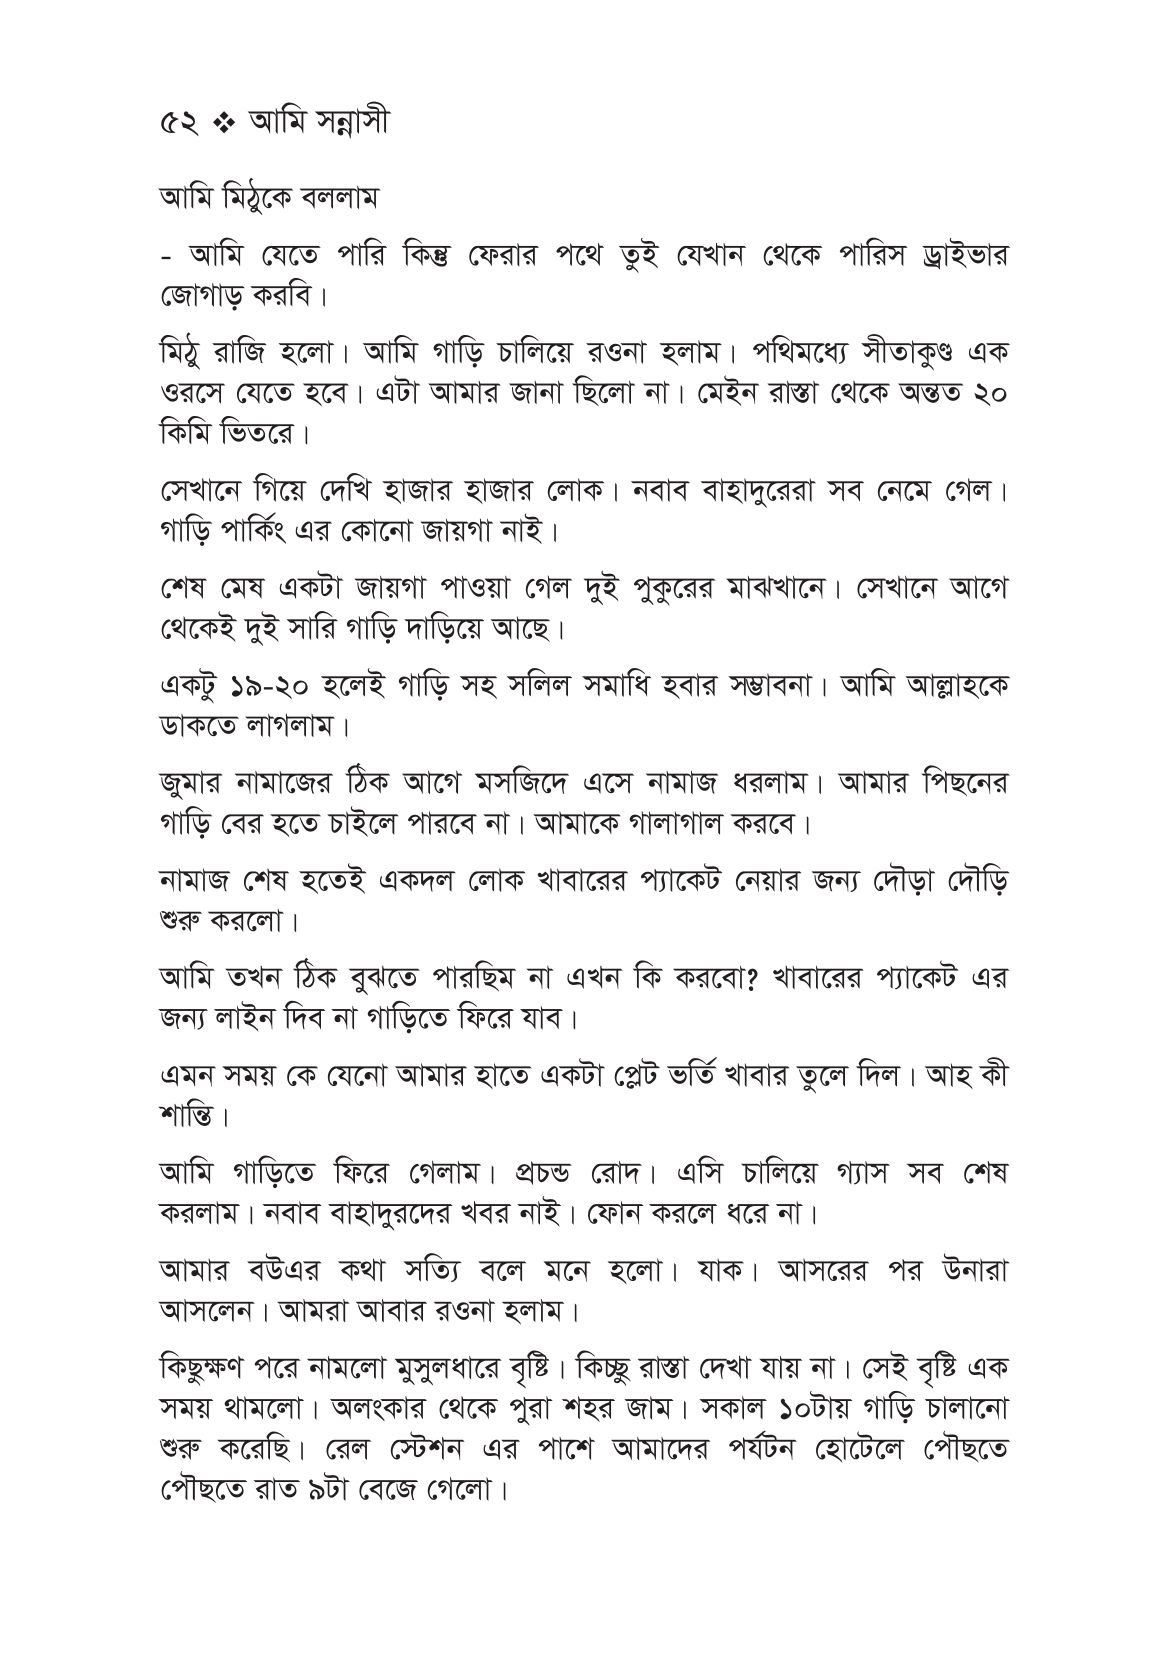 ৫২ ❖ আমি সন্নাসী
আমি মিঠুকে বললাম
- আমি যেতে পারি কিন্তু ফেরার পথে তুই যেখান থেকে পারিস ড্রাইভার
জোগাড় করবি।
মিঠু রাজি হলো। আমি গাড়ি চালিয়ে রওনা হলাম। পথিমধ্যে সীতাকুণ্ড এক
ওরসে যেতে হবে। এটা আমার জানা ছিলো না। মেইন রাস্তা থেকে অন্তত ২০
কিমি ভিতরে।
সেখানে গিয়ে দেখি হাজার হাজার লোক। নবাব বাহাদুরেরা সব নেমে গেল।
গাড়ি পার্কিং এর কোনো জায়গা নাই।
শেষ মেষ একটা জায়গা পাওয়া গেল দুই পুকুরের মাঝখানে। সেখানে আগে
থেকেই দুই সারি গাড়ি দাড়িয়ে আছে।
একটু ১৯-২০ হলেই গাড়ি সহ সলিল সমাধি হবার সম্ভাবনা। আমি আল্লাহকে
ডাকতে লাগলাম।
জুমার নামাজের ঠিক আগে মসজিদে এসে নামাজ ধরলাম। আমার পিছনের
গাড়ি বের হতে চাইলে পারবে না। আমাকে গালাগাল করবে।
নামাজ শেষ হতেই একদল লোক খাবারের প্যাকেট নেয়ার জন্য দৌড়া দৌড়ি
শুরু করলো।
আমি তখন ঠিক বুঝতে পারছিম না এখন কি করবো? খাবারের প্যাকেট এর
জন্য লাইন দিব না গাড়িতে ফিরে যাব।
এমন সময় কে যেনো আমার হাতে একটা প্লেট ভর্তি খাবার তুলে দিল। আহ কী
শান্তি।
আমি গাড়িতে ফিরে গেলাম। প্রচন্ড রোদ। এসি চালিয়ে গ্যাস সব শেষ
করলাম। নবাব বাহাদুরদের খবর নাই। ফোন করলে ধরে না।
আমার বউএর কথা সত্যি বলে মনে হলো। যাক। আসরের পর উনারা
আসলেন। আমরা আবার রওনা হলাম।
কিছুক্ষণ পরে নামলো মুসুলধারে বৃষ্টি। কিচ্ছু রাস্তা দেখা যায় না। সেই বৃষ্টি এক
সময় থামলো। অলংকার থেকে পুরা শহর জাম। সকাল ১০টায় গাড়ি চালানো
শুরু করেছি। রেল স্টেশন এর পাশে আমাদের পর্যটন হোটেলে পৌছতে
পৌছতে রাত ৯টা বেজে গেলো।